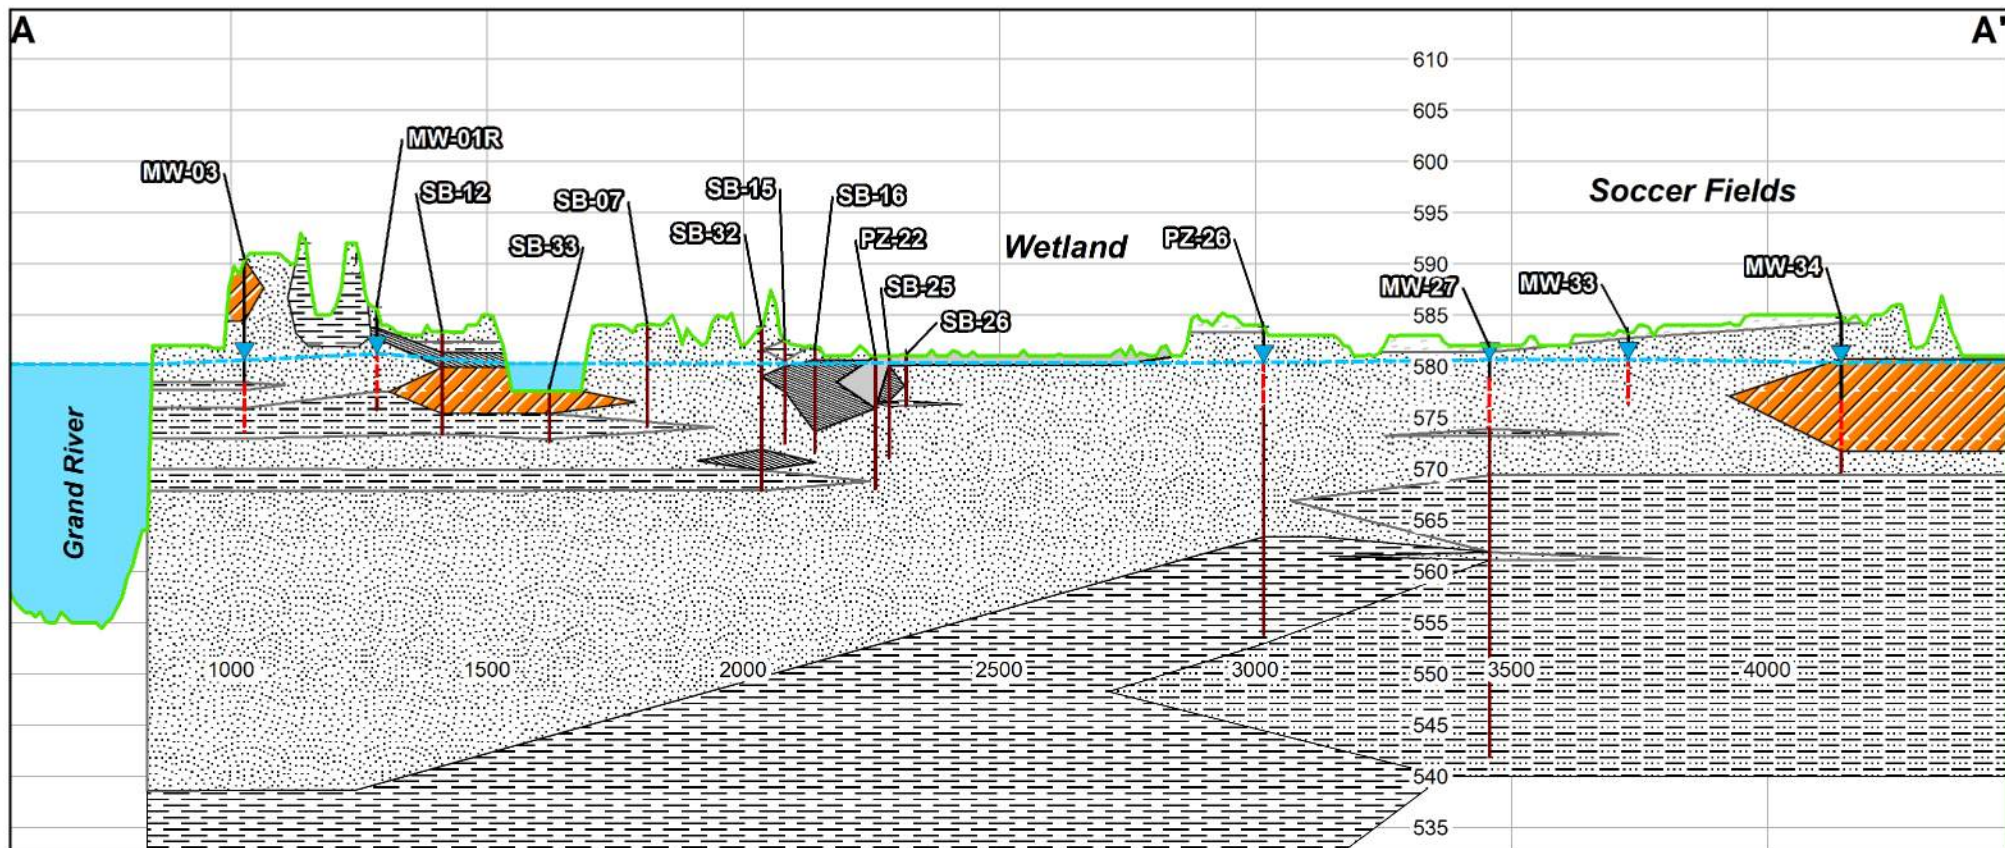 A
A'
610
605
600
595
590
585
580
575
570
565
560
555
550
545
540
535
MW-01R
MW-03
SB-12
SB-07
SB-33
SB-15
SB-32
SB-16
PZ-22
SB-25
SB-26
Wetland
PZ-26
Soccer Fields
MW-27
MW-33
MW-34
Grand River
1000
1500
2000
2500
3000
3500
4000